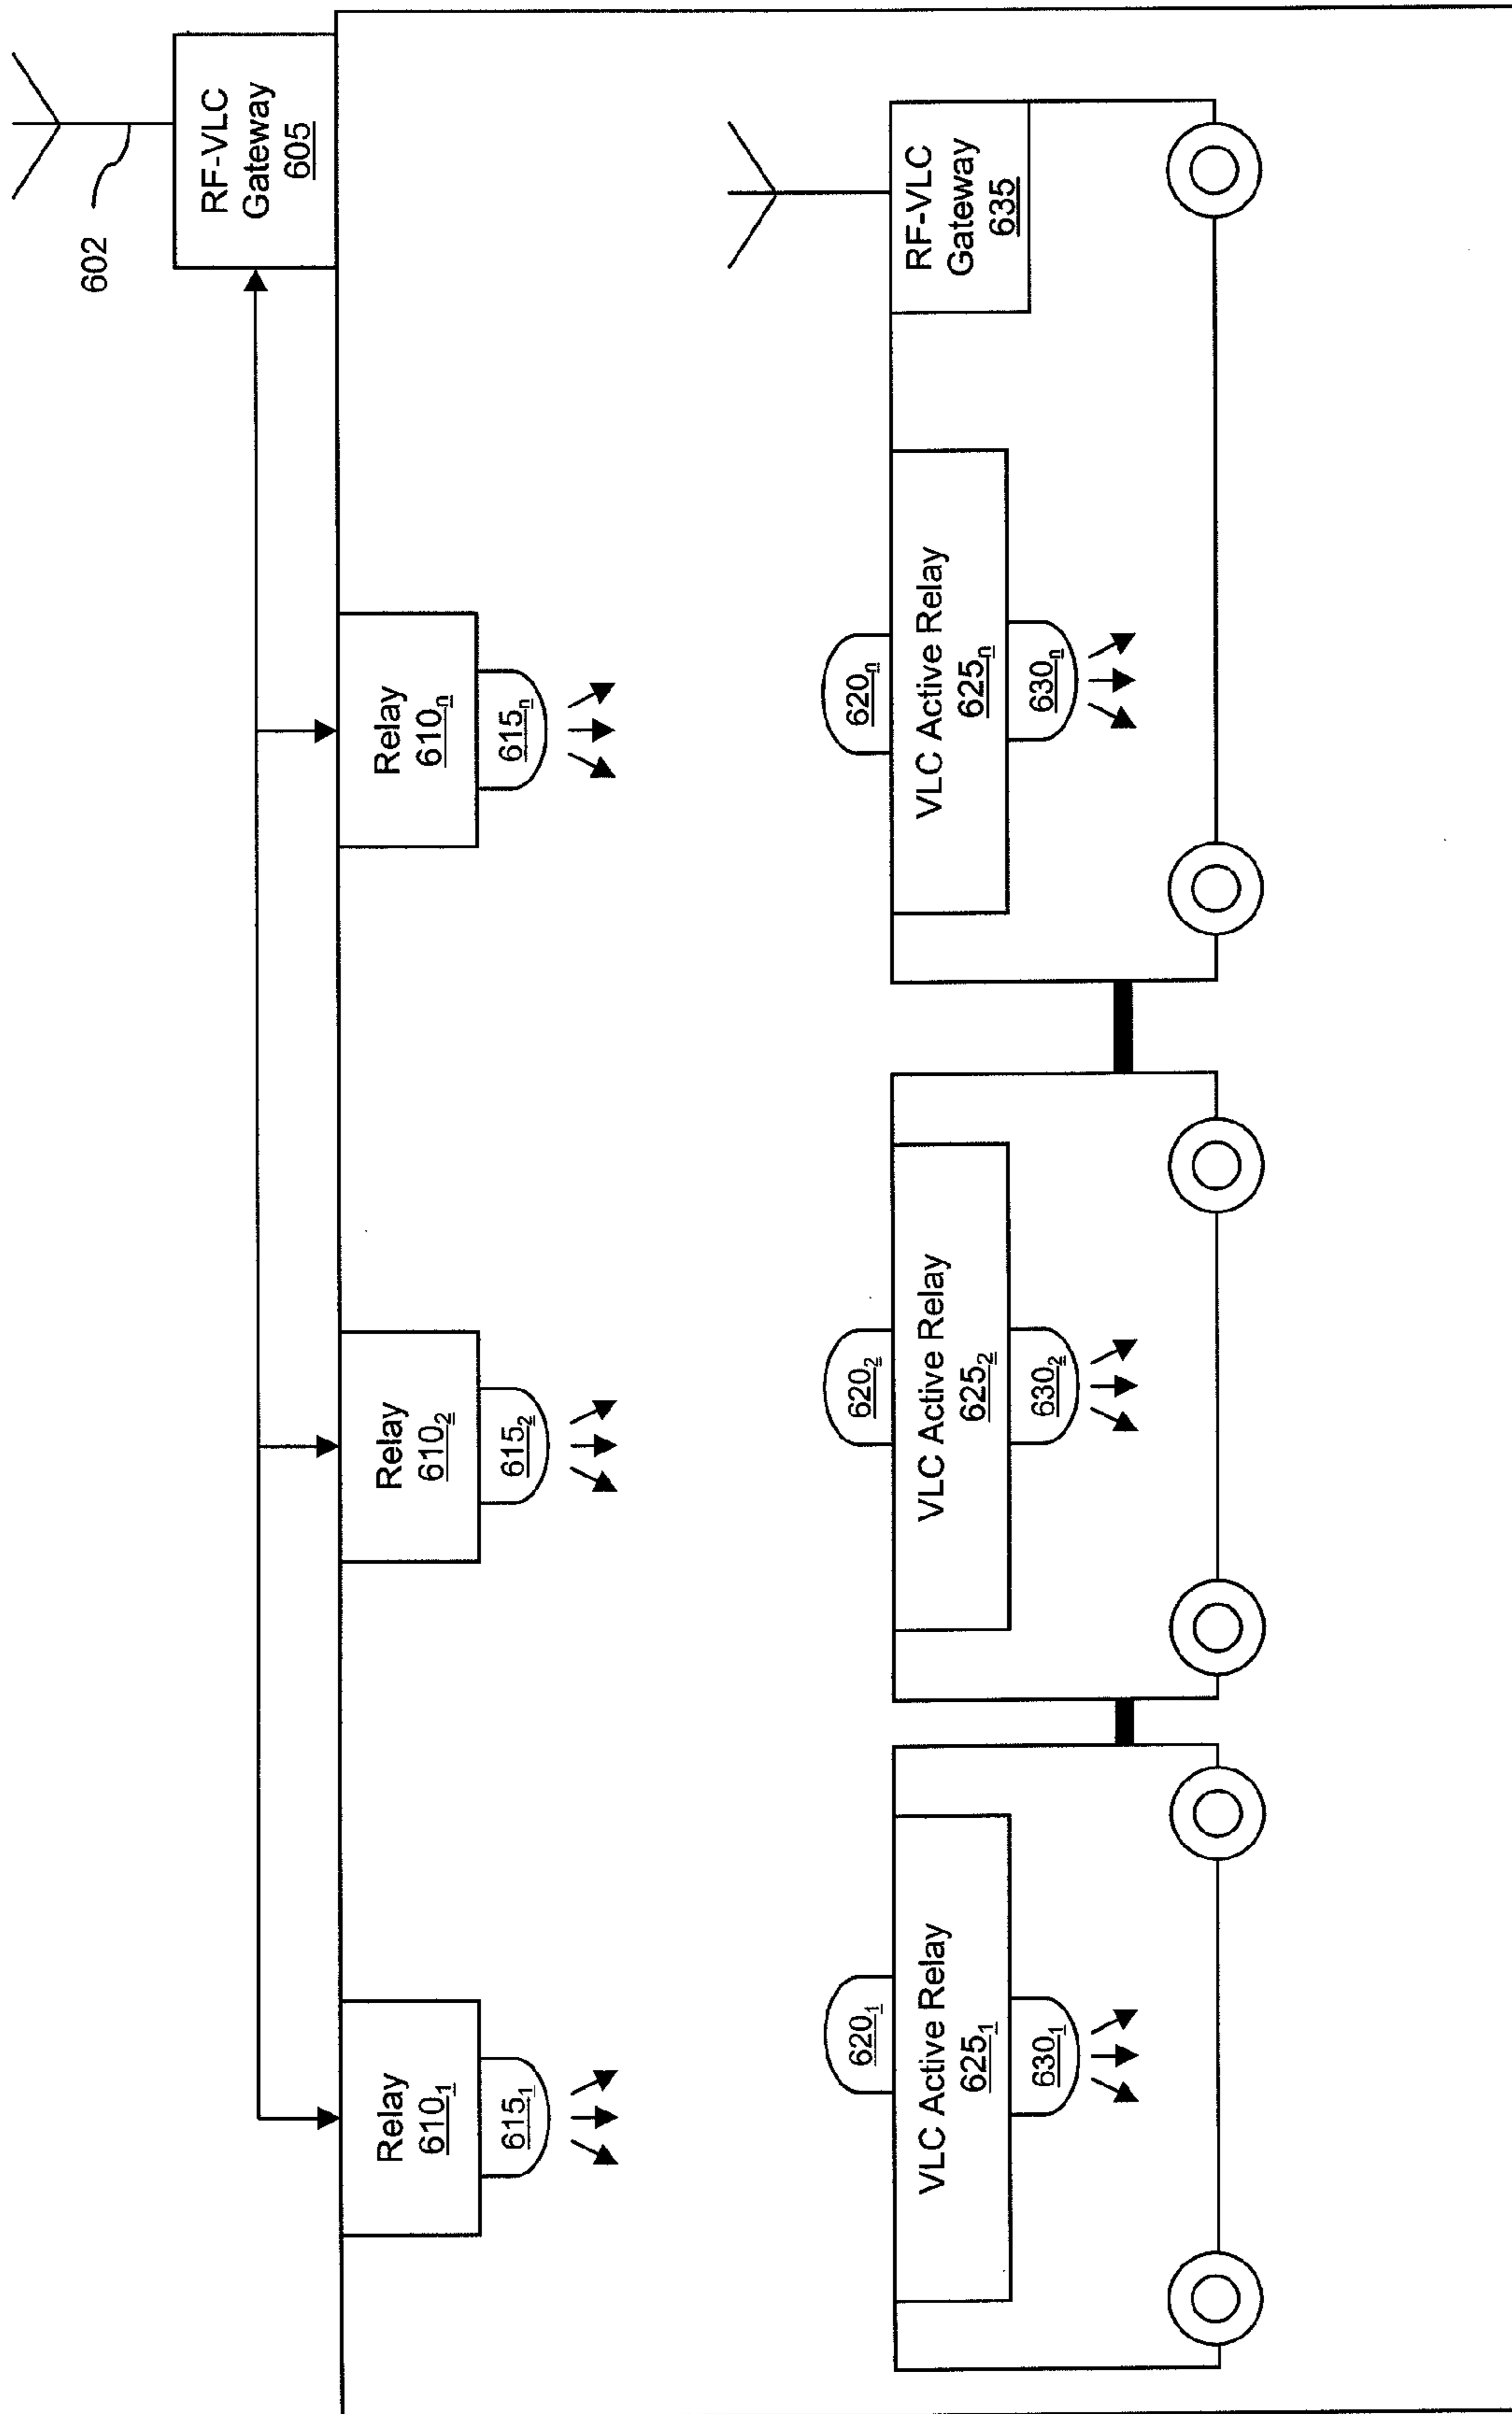 602
RF-VLC
Gateway
605
Relay
610₁
615₁
Relay
610₂
615₂
Relay
610ₙ
615ₙ
620₁
VLC Active Relay
625₁
630₁
620₂
VLC Active Relay
625₂
630₂
620ₙ
VLC Active Relay
625ₙ
630ₙ
RF-VLC
Gateway
635